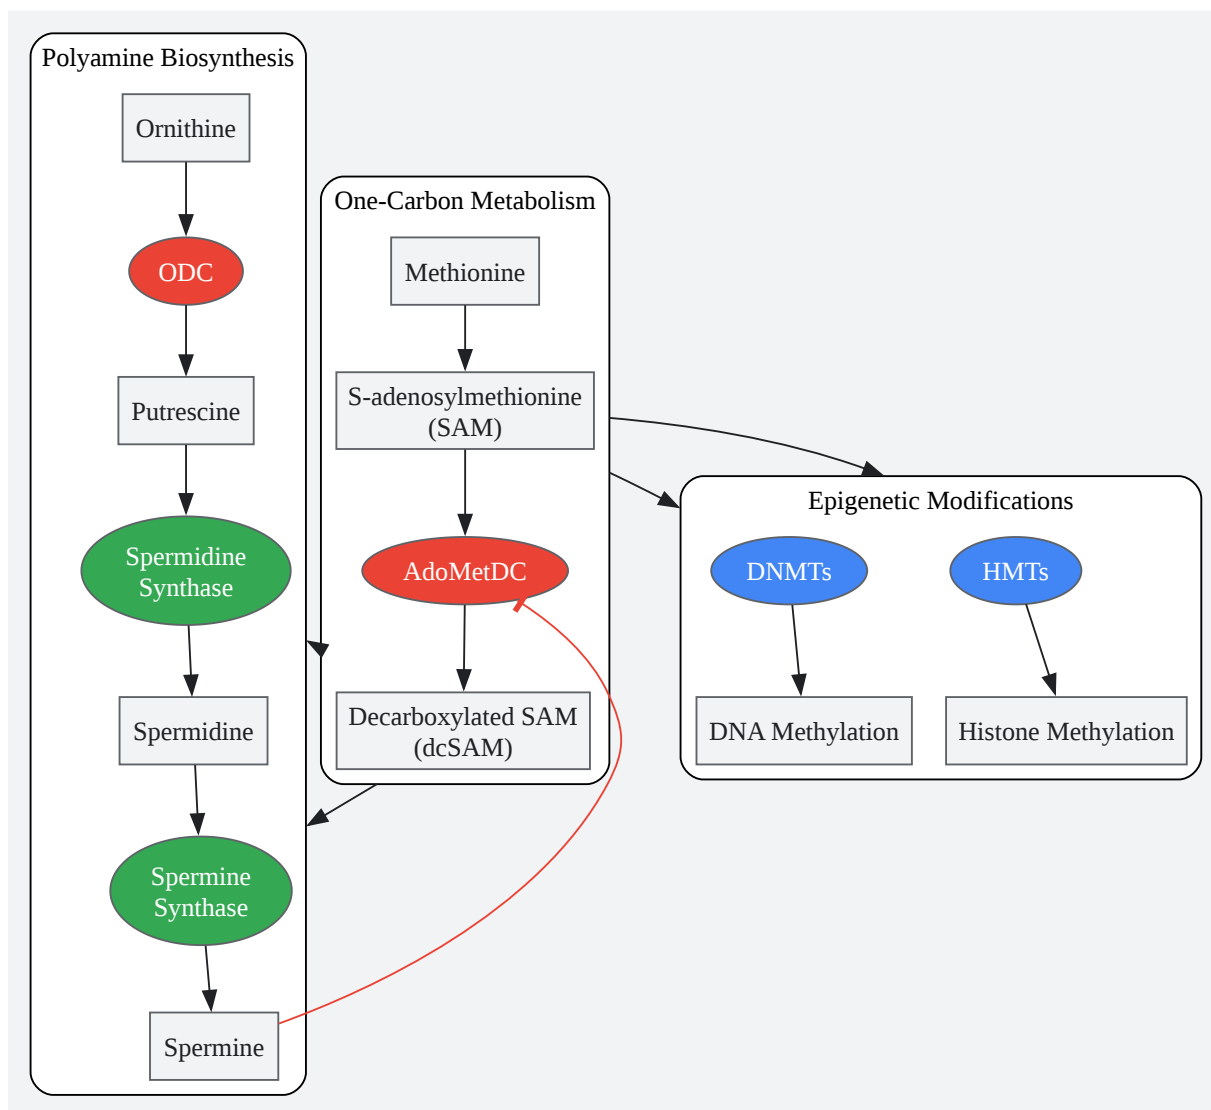 Polyamine Biosynthesis
Ornithine
ODC
Putrescine
Spermidine
Synthase
Spermidine
Spermine
Synthase
Spermine
One-Carbon Metabolism
Methionine
S-adenosylmethionine
(SAM)
AdoMetDC
Decarboxylated SAM
(dcSAM)
Epigenetic Modifications
DNMTs
HMTs
DNA Methylation
Histone Methylation